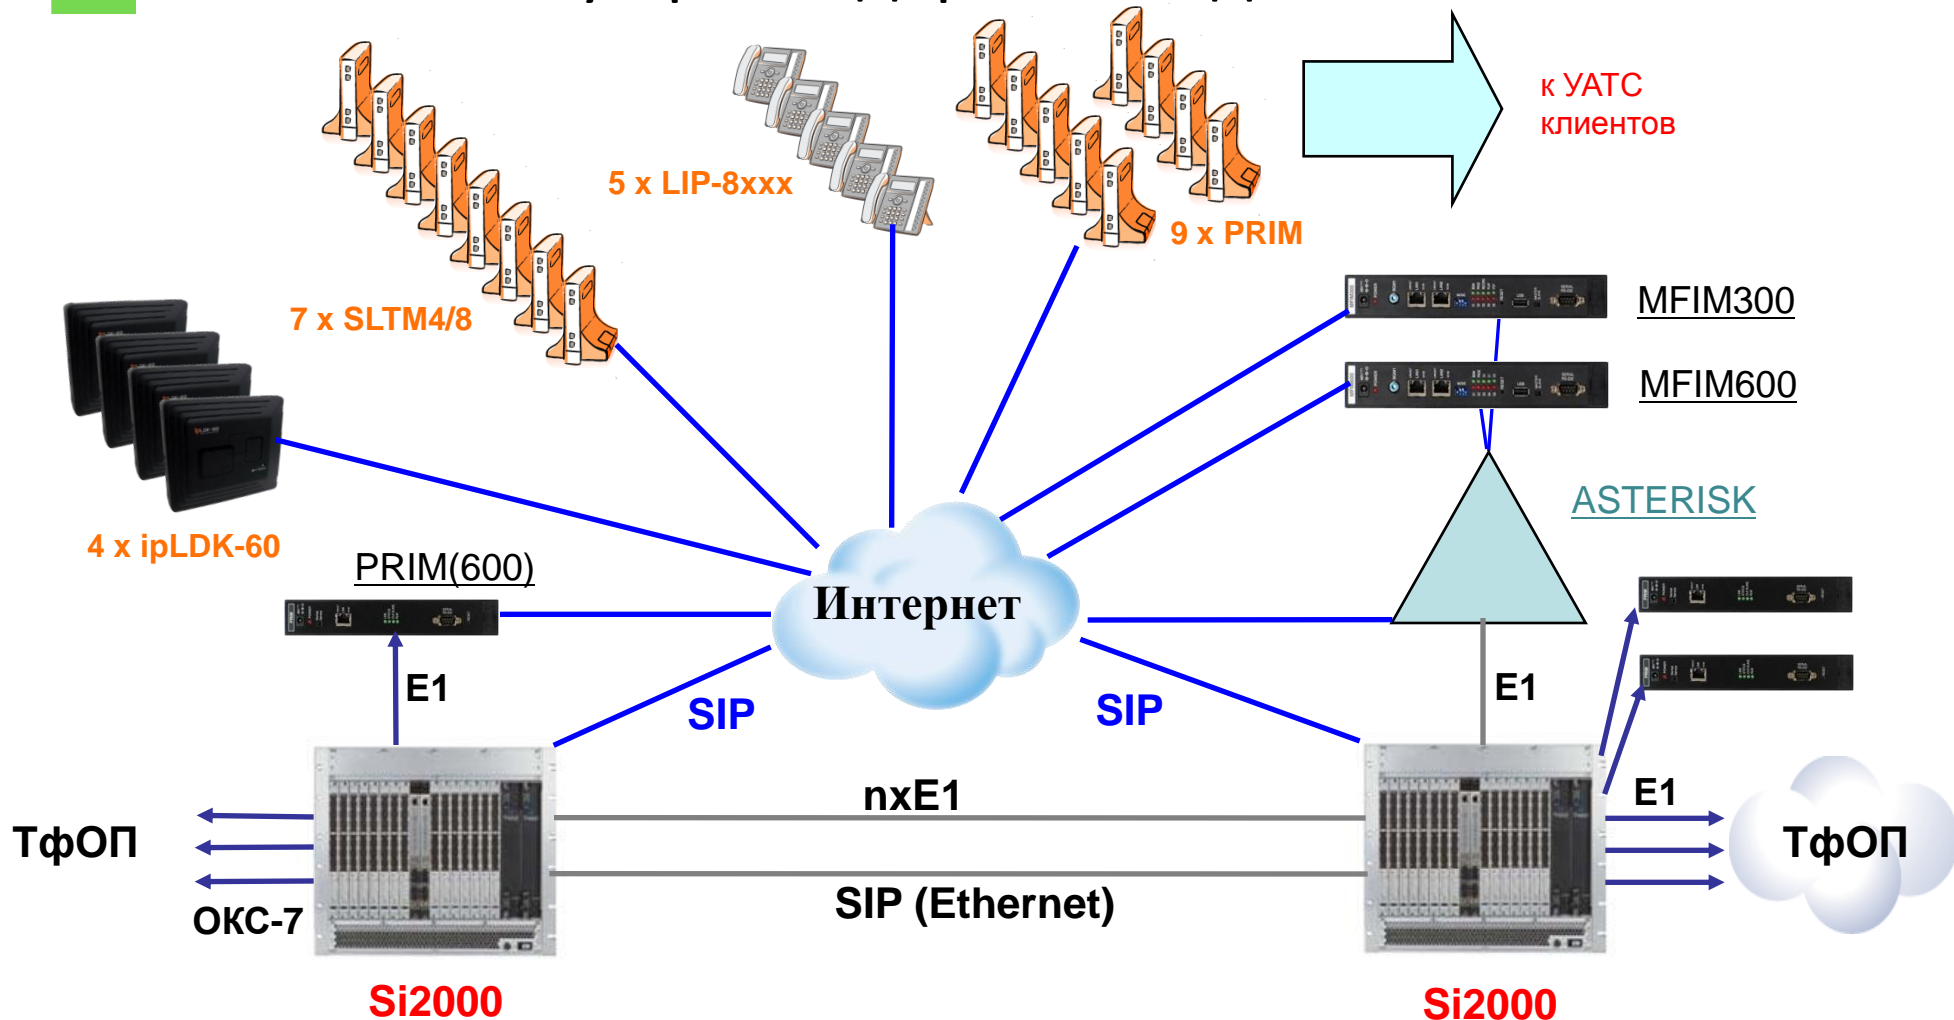 к УАТС
клиентов
5 x LIP-8xxx
9 x PRIM
7 x SLTM4/8
MFIM300
MFIM600
ASTERISK
4 x ipLDK-60
PRIM(600)
Интернет
E1
SIP
SIP
E1
nxE1
E1
ТфОП
ТфОП
SIP (Ethernet)
ОКС-7
Si2000
Si2000